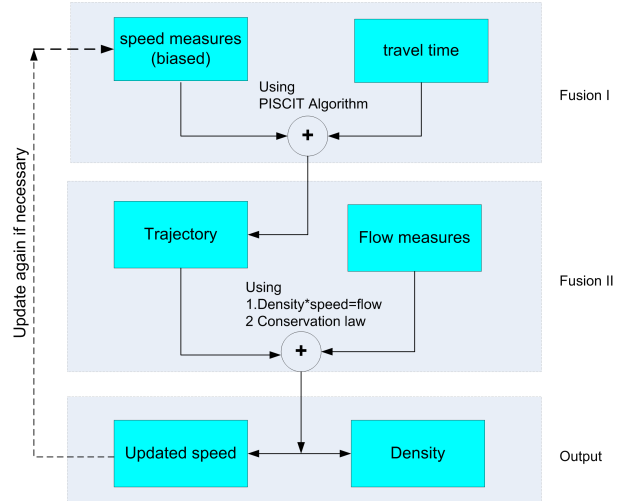 speed measures
(biased)
travel time
Using
PISCIT Algorithm
+
Fusion I
Trajectory
Flow measures
Using
1.Density*speed=flow
2 Conservation law
+
Fusion II
Updated speed
Density
Output
Update again if necessary